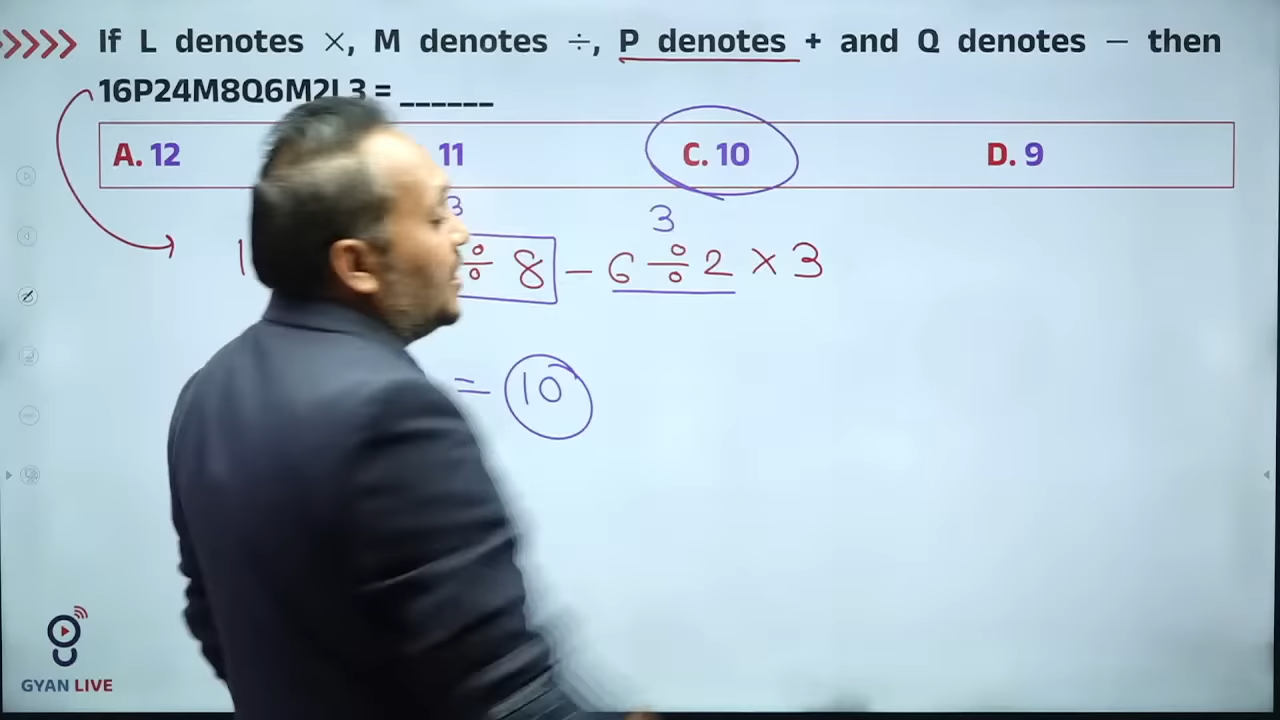 If L denotes ×, M denotes ÷, P denotes + and Q denotes – then
16P24M8Q6M2L3 = ______
A. 12 11 C. 10 D. 9
3 3
÷ 8 – 6 ÷ 2 × 3
= 10
GYAN LIVE